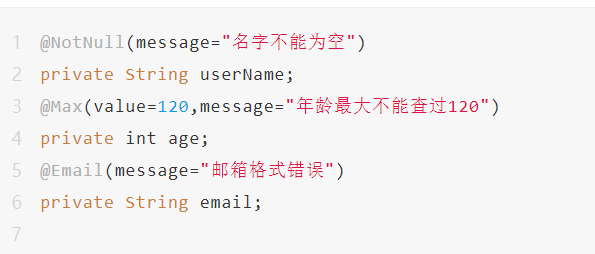 1 @NotNull(message="名字不能为空")
2 private String userName;
3 @Max(value=120,message="年龄最大不能查过120")
4 private int age;
5 @Email(message="邮箱格式错误")
6 private String email;
7